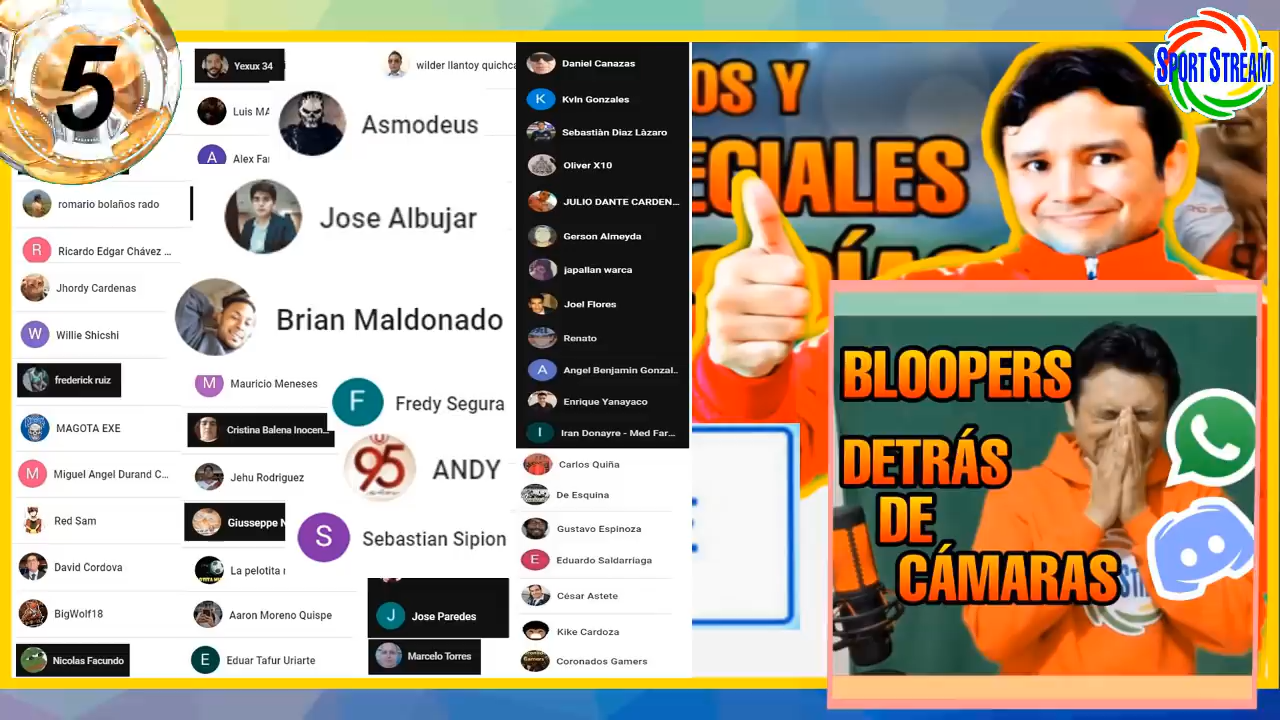 5
Yexux 34
Luis MA
Alex Fa
romario bolaños rado
Ricardo Edgar Chávez ...
Jhordy Cardenas
Willie Shicshi
frederick ruiz
MAGOTA EXE
Miguel Angel Durand C...
Red Sam
David Cordova
BigWolf18
Nicolas Facundo
wilder llantoy quichca
Asmodeus
Jose Albujar
Brian Maldonado
Mauricio Meneses
Cristina Balena Inocen...
Jehu Rodriguez
Giusseppe N
La pelotita
Aaron Moreno Quispe
Eduar Tafur Uriarte
Fredy Segura
ANDY
Sebastian Sipion
Jose Paredes
Marcelo Torres
Daniel Canazas
Kvin Gonzales
Sebastiàn Diaz Làzaro
Oliver X10
JULIO DANTE CARDEN...
Gerson Almeyda
japallan warca
Joel Flores
Renato
Angel Benjamin Gonzal..
Enrique Yanayaco
Iran Donayre - Med Far...
Carlos Quiña
De Esquina
Gustavo Espinoza
Eduardo Saldarriaga
César Astete
Kike Cardoza
Coronados Gamers
OS Y
ECIALES
SPORT STREAM
BLOOPERS
DETRÁS
DE
CÁMARAS